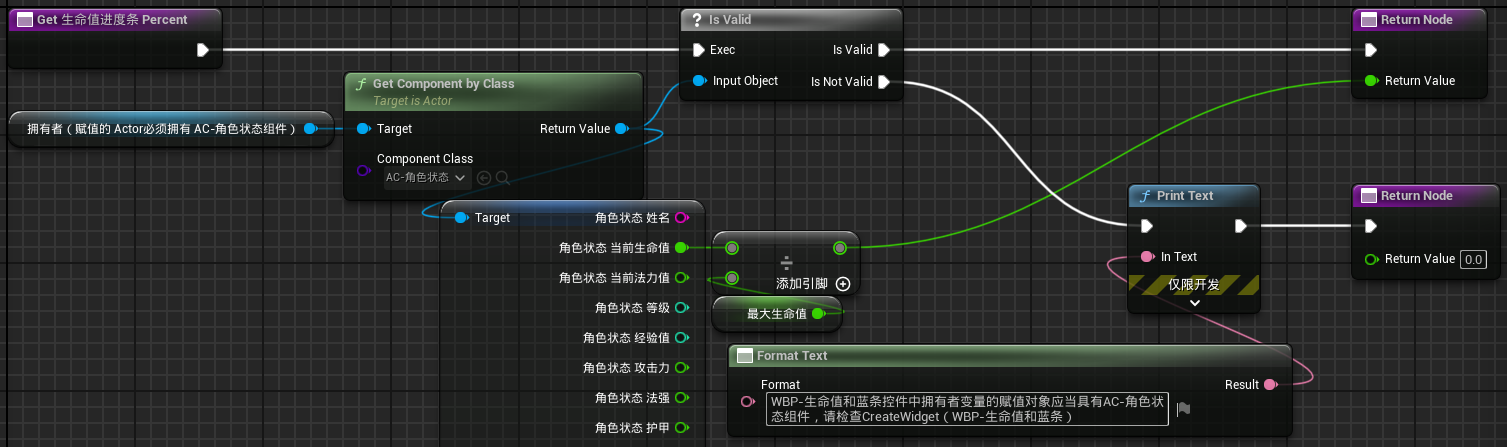 Get 生命值进度条 Percent
? Is Valid
Return Node
Exec
Is Valid
Input Object
Is Not Valid
Return Value
f Get Component by Class
Target is Actor
拥有者（赋值的 Actor必须拥有 AC-角色状态组件）
Target
Return Value
Component Class
AC-角色状态
Target
角色状态 姓名
角色状态 当前生命值
角色状态 当前法力值
角色状态 等级
角色状态 经验值
角色状态 攻击力
角色状态 法强
角色状态 护甲
÷
添加引脚
最大生命值
f Print Text
In Text
仅限开发
Return Node
Return Value 0.0
Format Text
Format
Result
WBP-生命值和蓝条控件中拥有者变量的赋值对象应当具有AC-角色状
态组件，请检查CreateWidget（WBP-生命值和蓝条）